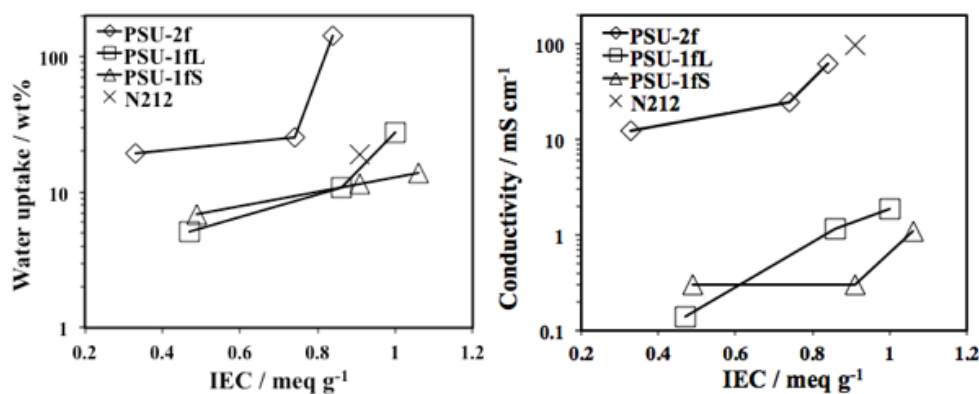 Water uptake / wt%
100
10
1
PSU-2f
PSU-1fL
PSU-1fS
N212
0.2 0.4 0.6 0.8 1 1.2
IEC / meq g⁻¹
Conductivity / mS cm⁻¹
100
10
1
0.1
PSU-2f
PSU-1fL
PSU-1fS
N212
0.2 0.4 0.6 0.8 1 1.2
IEC / meq g⁻¹